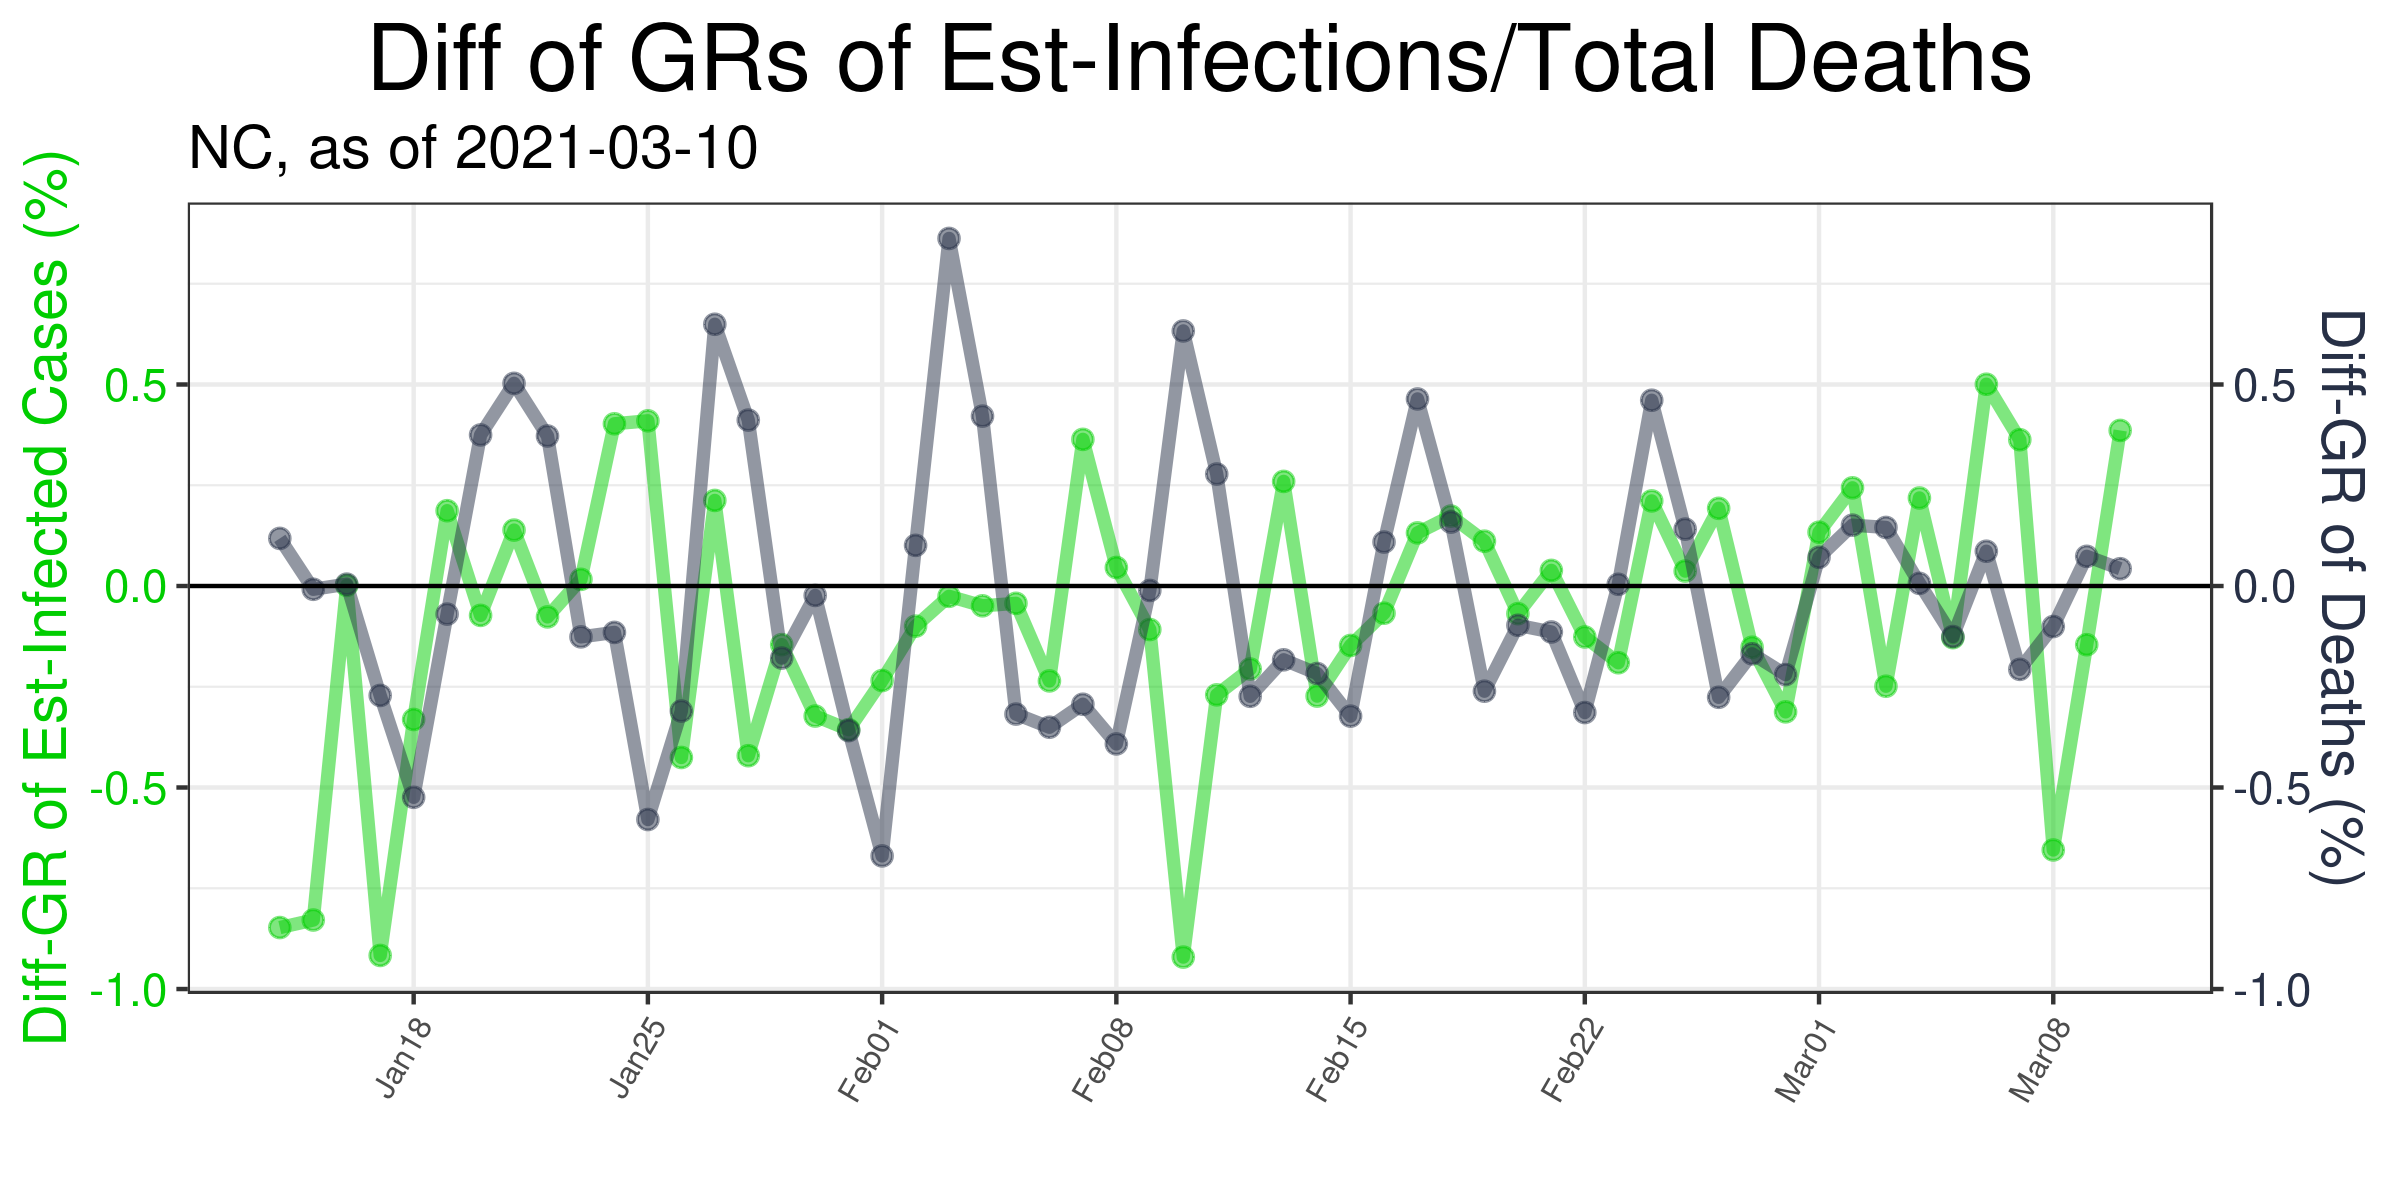 Diff of GRs of Est-Infections/Total Deaths
NC, as of 2021-03-10
Diff-GR of Est-Infected Cases (%)
0.5
0.0
-0.5
-1.0
0.5
0.0
-0.5
-1.0
Diff-GR of Deaths (%)
Jan18
Jan25
Feb01
Feb08
Feb15
Feb22
Mar01
Mar08